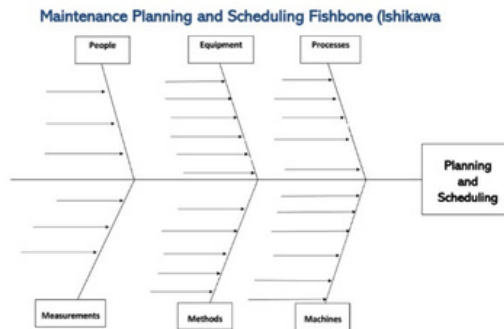 Maintenance Planning and Scheduling Fishbone (Ishikawa
People
Equipment
Processes
Planning
and
Scheduling
Measurements
Methods
Machines